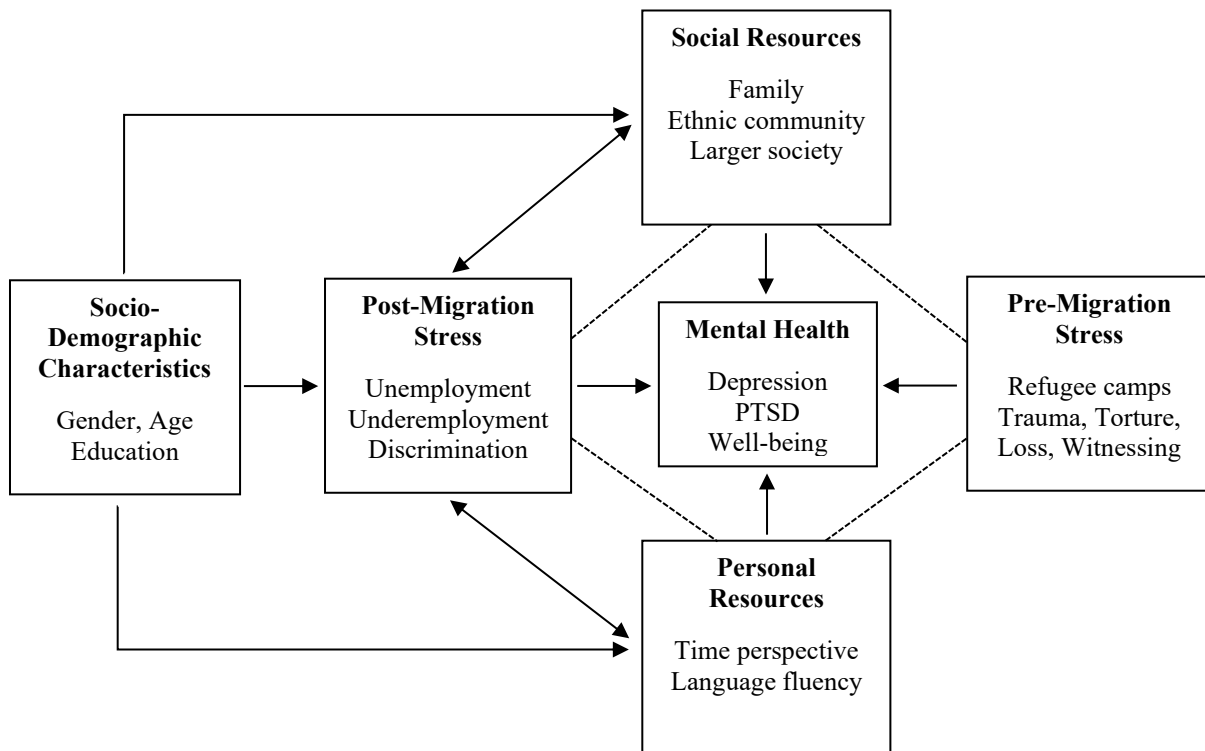 Social Resources
Family
Ethnic community
Larger society
Socio-
Demographic
Characteristics
Gender, Age
Education
Post-Migration
Stress
Unemployment
Underemployment
Discrimination
Mental Health
Depression
PTSD
Well-being
Pre-Migration
Stress
Refugee camps
Trauma, Torture,
Loss, Witnessing
Personal
Resources
Time perspective
Language fluency